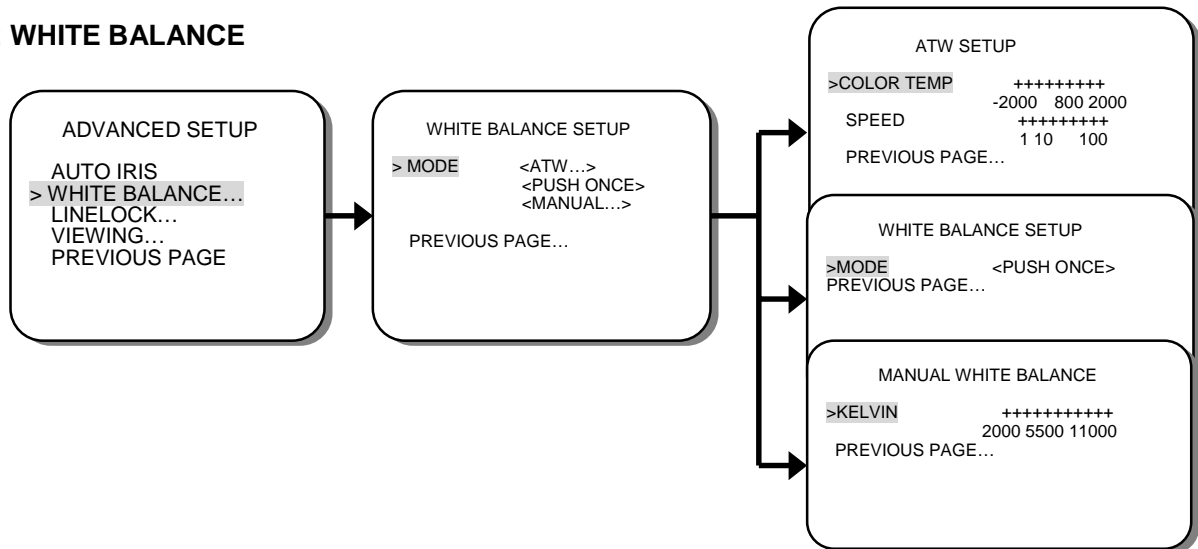 WHITE BALANCE
ADVANCED SETUP
AUTO IRIS
> WHITE BALANCE…
LINELOCK…
VIEWING…
PREVIOUS PAGE
WHITE BALANCE SETUP
> MODE <ATW…>
<PUSH ONCE>
<MANUAL…>
PREVIOUS PAGE…
ATW SETUP
>COLOR TEMP +++++++++
-2000 800 2000
SPEED +++++++++
1 10 100
PREVIOUS PAGE…
WHITE BALANCE SETUP
>MODE <PUSH ONCE>
PREVIOUS PAGE…
MANUAL WHITE BALANCE
>KELVIN +++++++++++
2000 5500 11000
PREVIOUS PAGE…